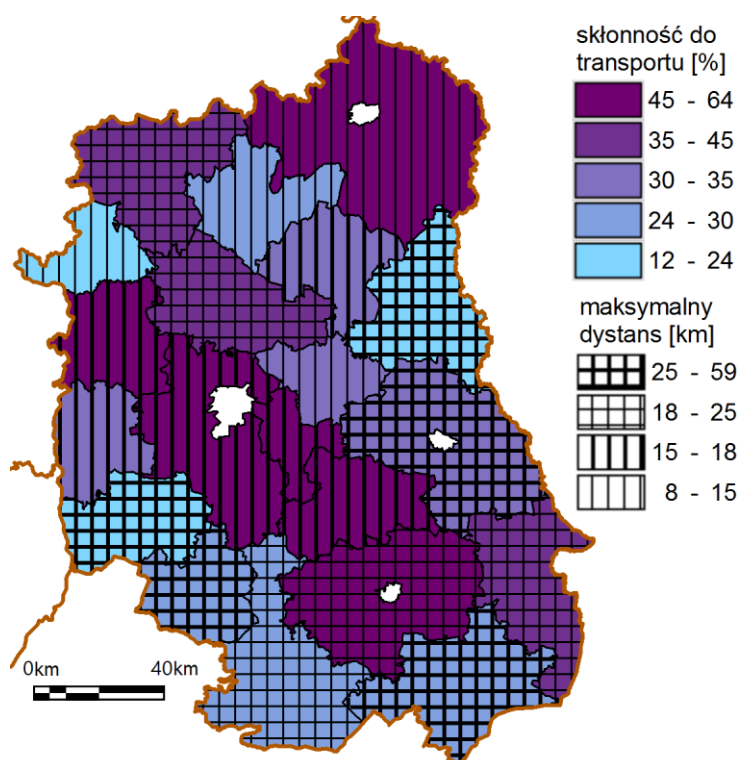 skłonność do
transportu [%]
45 - 64
35 - 45
30 - 35
24 - 30
12 - 24
maksymalny
dystans [km]
25 - 59
18 - 25
15 - 18
8 - 15
0km 40km